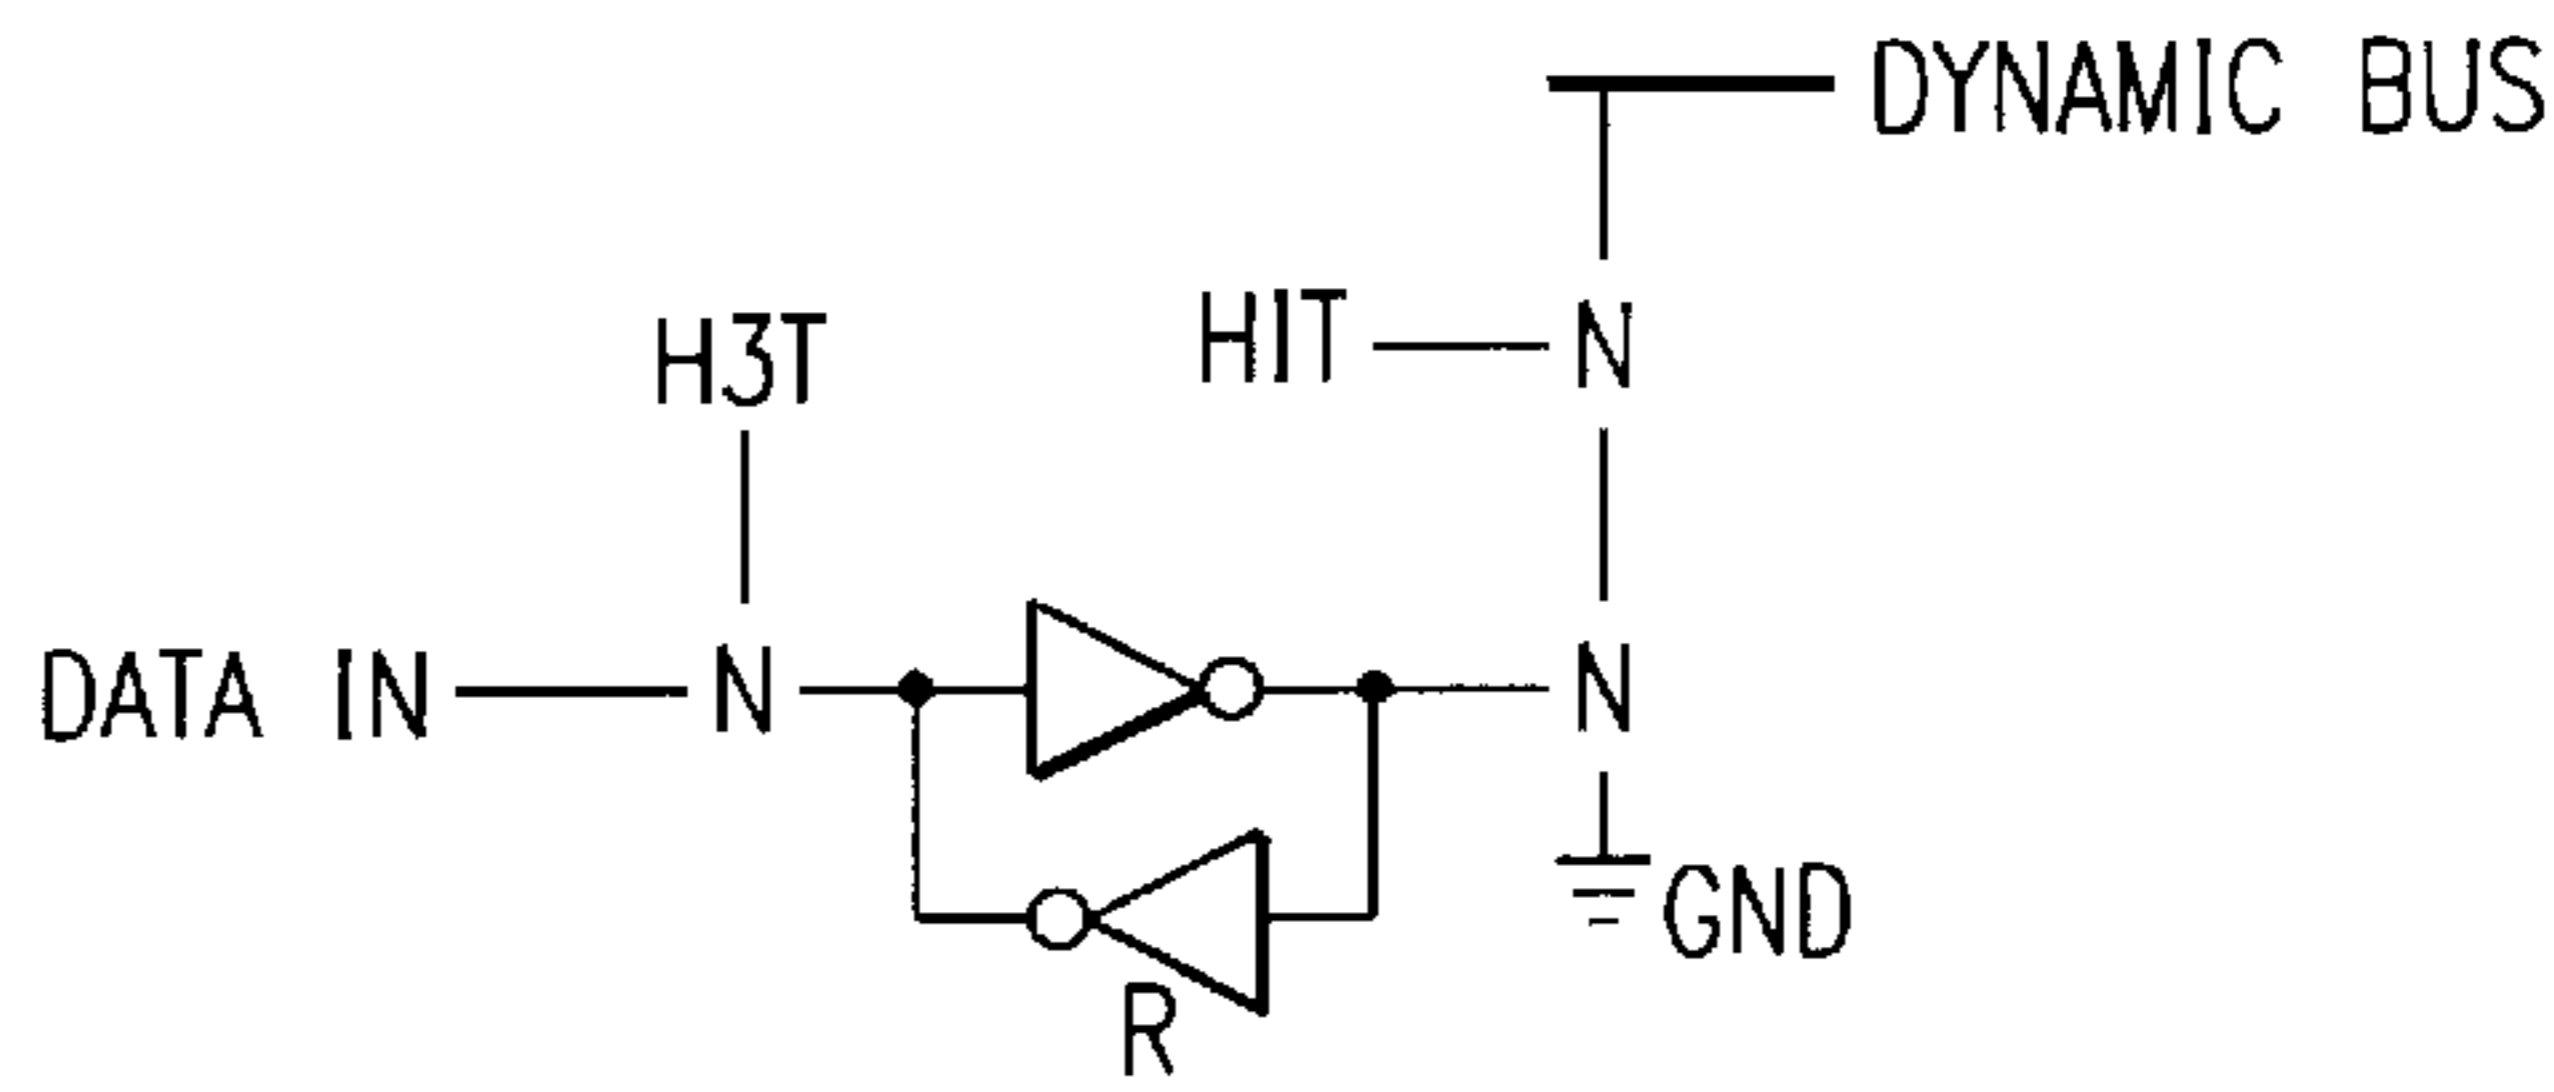 DYNAMIC BUS
HIT
H3T
N
DATA IN
N
N
GND
R